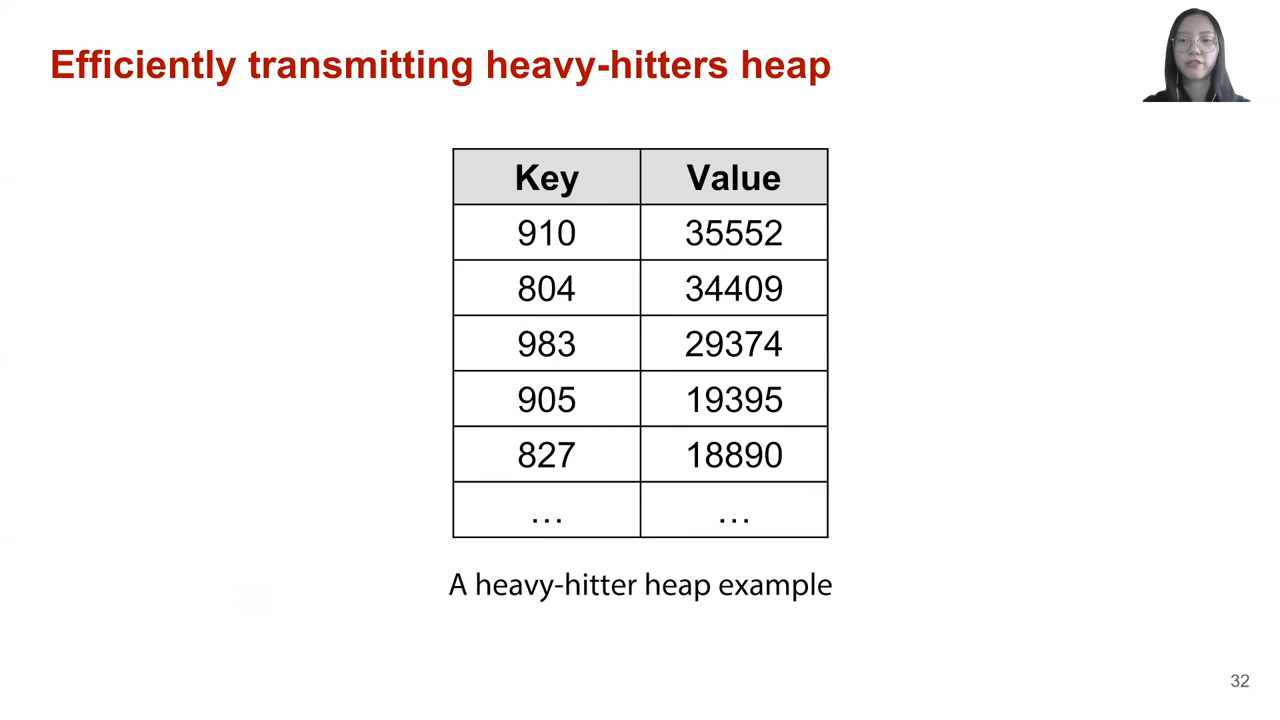 Efficiently transmitting heavy-hitters heap
Key Value
910 35552
804 34409
983 29374
905 19395
827 18890
… …
A heavy-hitter heap example
32